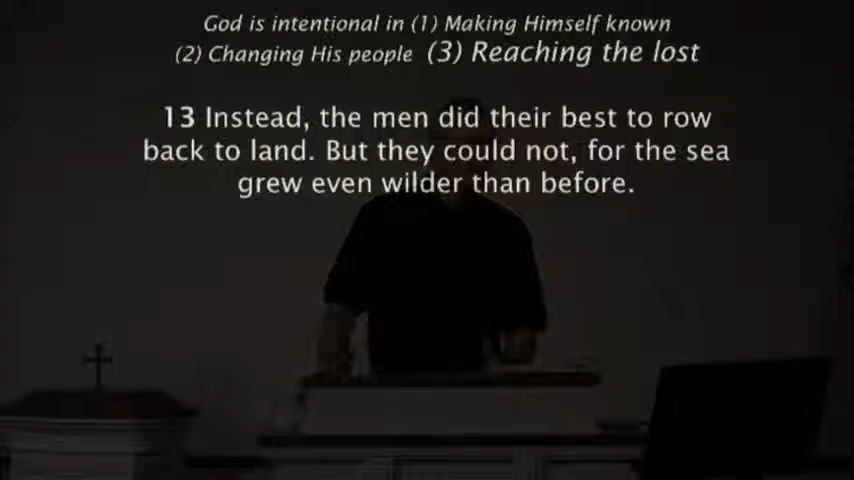 God is intentional in (1) Making Himself known
(2) Changing His people (3) Reaching the lost
13 Instead, the men did their best to row
back to land. But they could not, for the sea
grew even wilder than before.